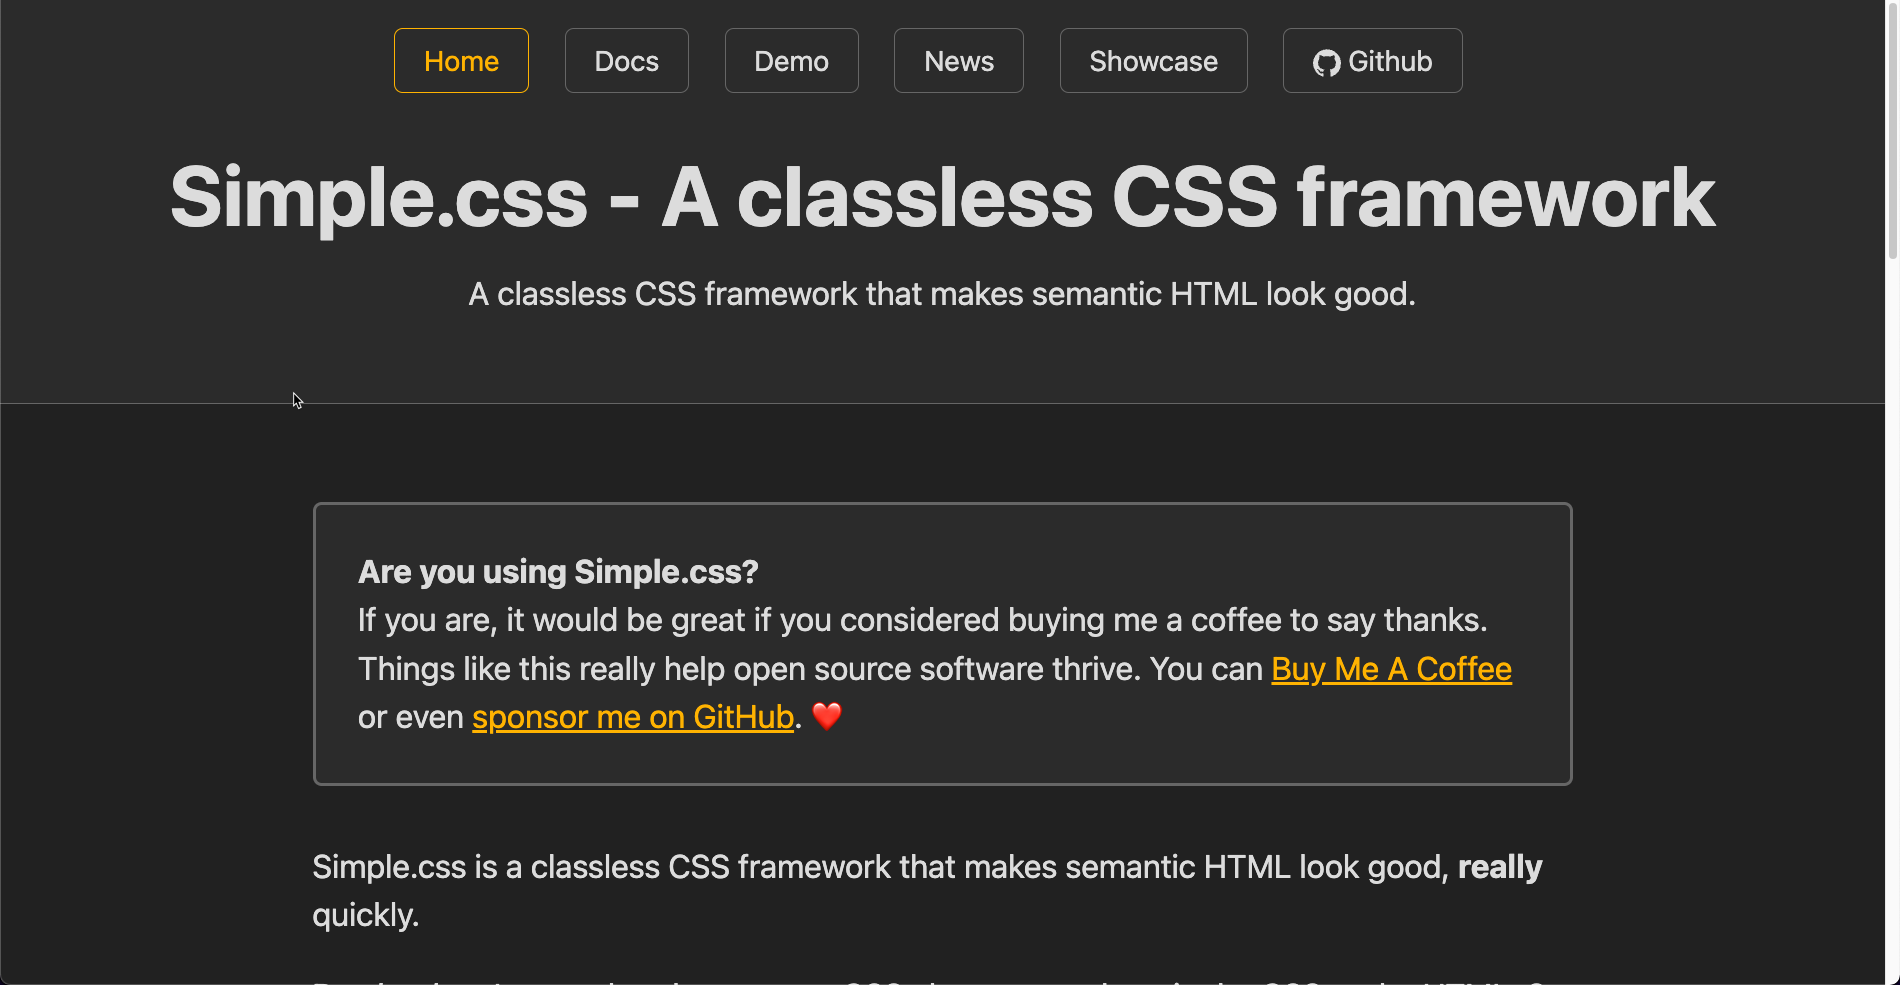 Home Docs Demo News Showcase Github
Simple.css - A classless CSS framework
A classless CSS framework that makes semantic HTML look good.
Are you using Simple.css?
If you are, it would be great if you considered buying me a coffee to say thanks.
Things like this really help open source software thrive. You can Buy Me A Coffee
or even sponsor me on GitHub. ❤️
Simple.css is a classless CSS framework that makes semantic HTML look good, really
quickly.